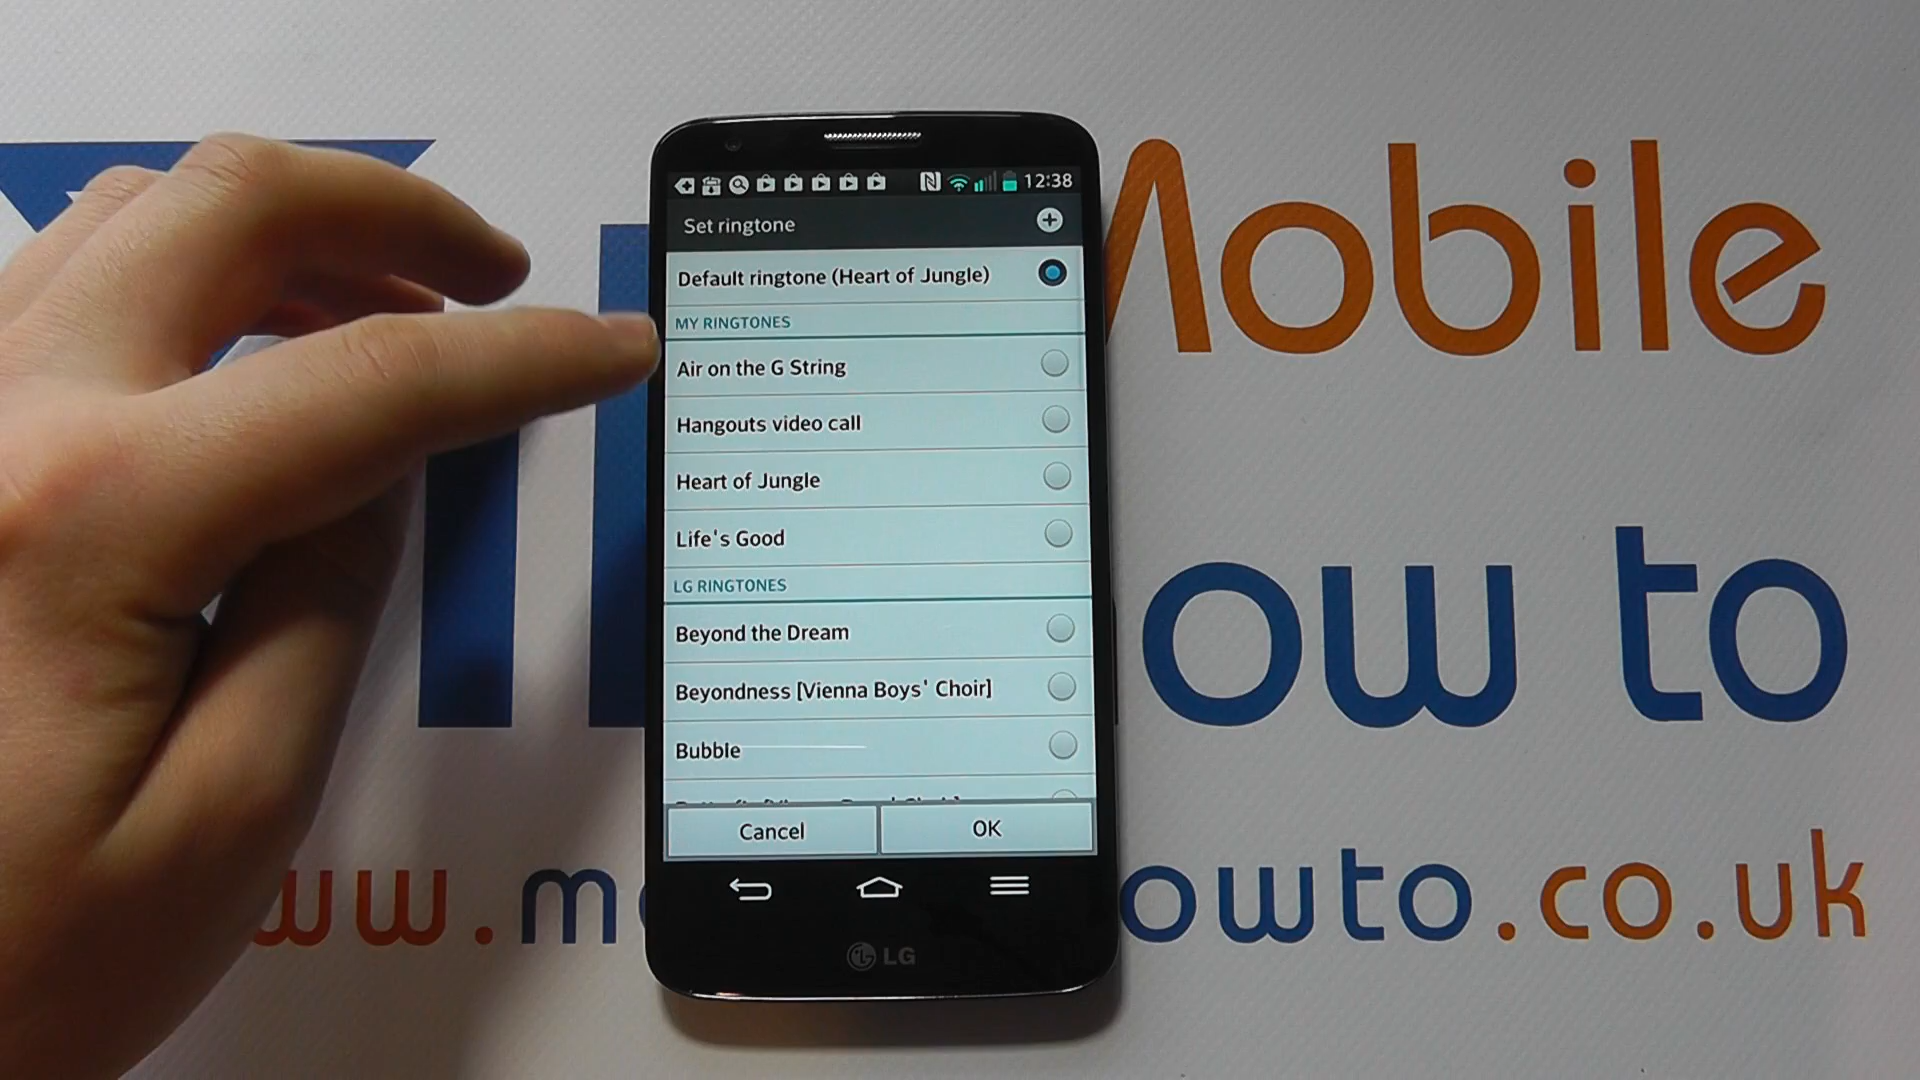 12:38
Set ringtone
Default ringtone (Heart of Jungle)
MY RINGTONES
Air on the G String
Hangouts video call
Heart of Jungle
Life's Good
LG RINGTONES
Beyond the Dream
Beyondness [Vienna Boys' Choir]
Bubble
Cancel
OK
LG
Mobile
ow to
ww.m
owto.co.uk